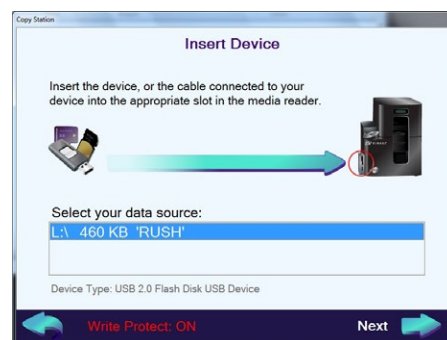 Copy Station
Insert Device
Insert the device, or the cable connected to your
device into the appropriate slot in the media reader.
Select your data source:
L:\ 460 KB 'RUSH'
Device Type: USB 2.0 Flash Disk USB Device
Write Protect: ON
Next